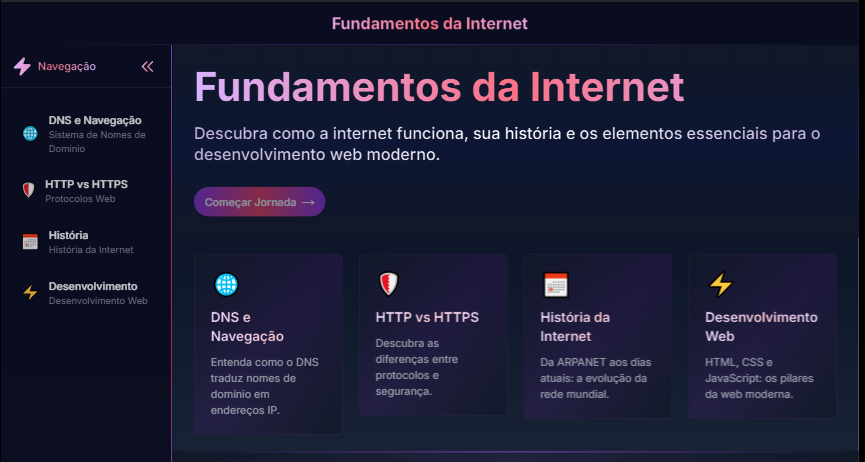 Fundamentos da Internet
Navegação
DNS e Navegação
Sistema de Nomes de
Domínio
HTTP vs HTTPS
Protocolos Web
História
História da Internet
Desenvolvimento
Desenvolvimento Web
Fundamentos da Internet
Descubra como a internet funciona, sua história e os elementos essenciais para o
desenvolvimento web moderno.
Começar Jornada →
DNS e
Navegação
Entenda como o DNS
traduz nomes de
domínio em
endereços IP.
HTTP vs HTTPS
Descubra as
diferenças entre
protocolos e
segurança.
História da
Internet
Da ARPANET aos dias
atuais: a evolução da
rede mundial.
Desenvolvimento
Web
HTML, CSS e
JavaScript: os pilares
da web moderna.